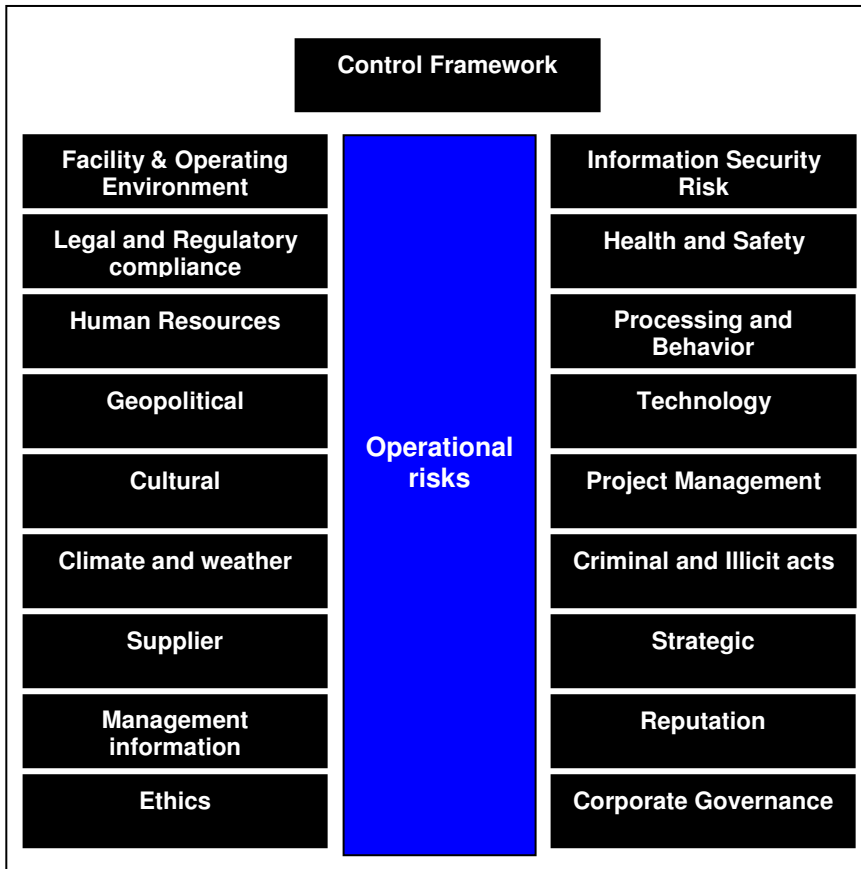 Control Framework
Facility & Operating
Environment
Legal and Regulatory
compliance
Human Resources
Geopolitical
Cultural
Climate and weather
Supplier
Management
information
Ethics
Operational
risks
Information Security
Risk
Health and Safety
Processing and
Behavior
Technology
Project Management
Criminal and Illicit acts
Strategic
Reputation
Corporate Governance